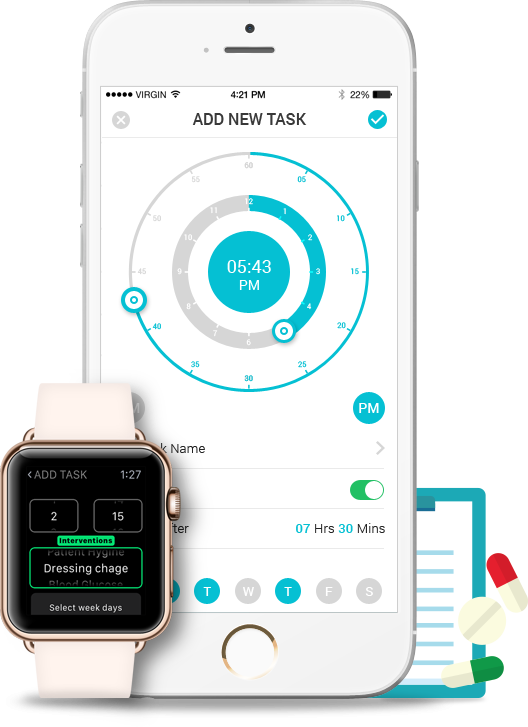 VIRGIN 4:21 PM 22%
ADD NEW TASK
60
55 05
12
50 11 1 10
10 2
05:43
45 9 3 15
PM
8 4
40 7 20
6
35 25
30
PM
Name
07 Hrs 30 Mins
T W T F S
ADD TASK 1:27
2 15
Interventions
Patient Hygine
Dressing chage
Blood Glucose
Select week days